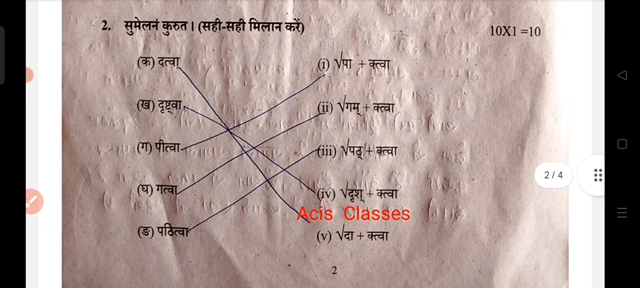 2. सुमेलनं कुरुत। (सही-सही मिलान करें) 10X1 =10
(क) दत्वा (i) √पा + क्त्वा
(ख) दृष्ट्वा (ii) √गम् + क्त्वा
(ग) पीत्वा (iii) √पठ् + क्त्वा
2/4
(घ) गत्वा (iv) √दृश् + क्त्वा
Acis Classes
(ङ) पठित्वा (v) √दा + क्त्वा
2